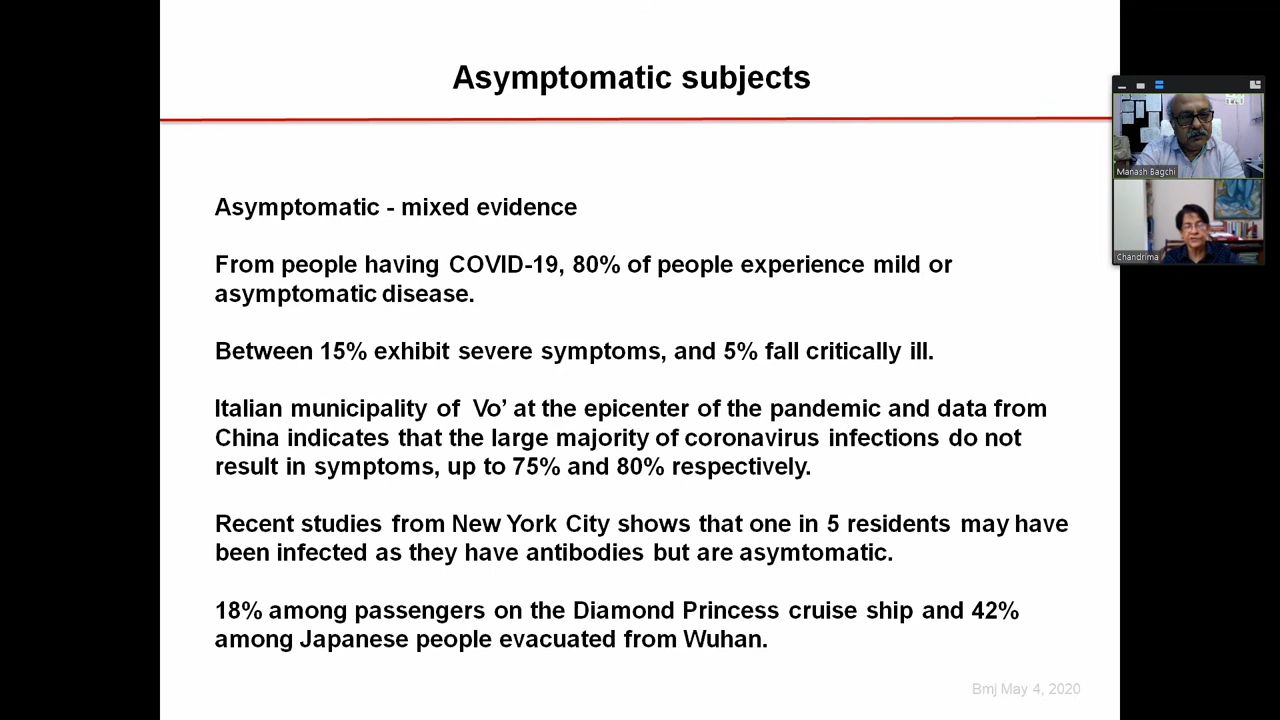 Asymptomatic subjects
Asymptomatic - mixed evidence
From people having COVID-19, 80% of people experience mild or
asymptomatic disease.
Between 15% exhibit severe symptoms, and 5% fall critically ill.
Italian municipality of Vo’ at the epicenter of the pandemic and data from
China indicates that the large majority of coronavirus infections do not
result in symptoms, up to 75% and 80% respectively.
Recent studies from New York City shows that one in 5 residents may have
been infected as they have antibodies but are asymtomatic.
18% among passengers on the Diamond Princess cruise ship and 42%
among Japanese people evacuated from Wuhan.
Bmj May 4, 2020
Manash Bagchi
Chandrima